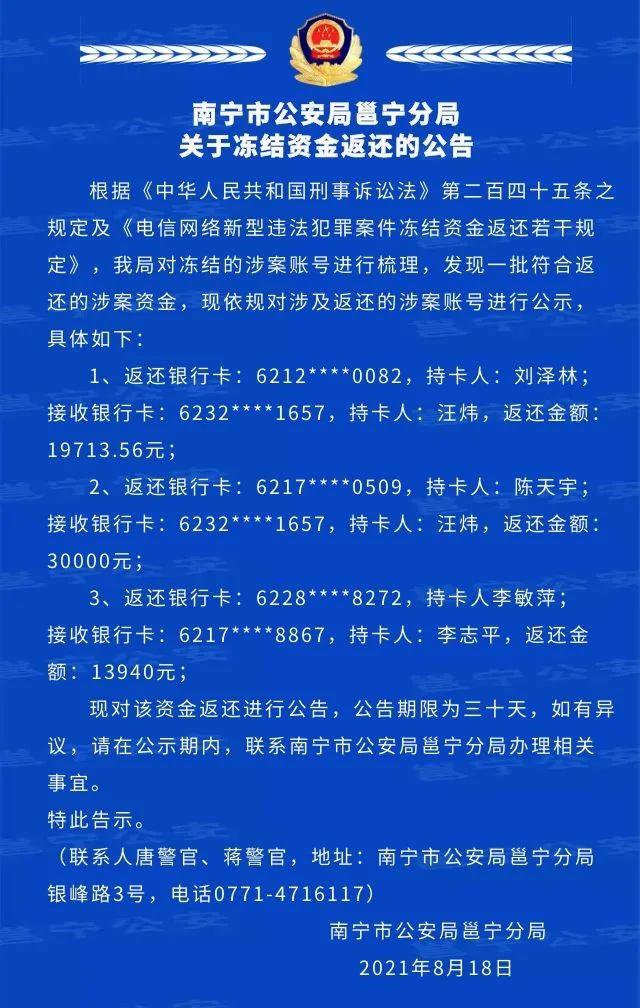 南宁市公安局邕宁分局
关于冻结资金返还的公告
根据《中华人民共和国刑事诉讼法》第二百四十五条之
规定及《电信网络新型违法犯罪案件冻结资金返还若干规
定》，我局对冻结的涉案账号进行梳理，发现一批符合返
还的涉案资金，现依规对涉及返还的涉案账号进行公示，
具体如下：
1、返还银行卡：6212****0082，持卡人：刘泽林；
接收银行卡：6232****1657，持卡人：汪炜，返还金额：
19713.56元；
2、返还银行卡：6217****0509，持卡人：陈天宇；
接收银行卡：6232****1657，持卡人：汪炜，返还金额：
30000元；
3、返还银行卡：6228****8272，持卡人李敏萍；
接收银行卡：6217****8867，持卡人：李志平，返还金
额：13940元；
现对该资金返还进行公告，公告期限为三十天，如有异
议，请在公示期内，联系南宁市公安局邕宁分局办理相关
事宜。
特此告示。
（联系人唐警官、蒋警官，地址：南宁市公安局邕宁分局
银峰路3号，电话0771-4716117）
南宁市公安局邕宁分局
2021年8月18日